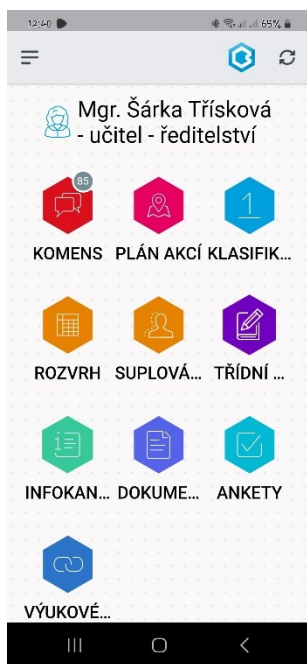 12:40
65%
Mgr. Šárka Třísková
- učitel - ředitelství
85
1
KOMENS PLÁN AKCÍ KLASIFIK...
ROZVRH SUPLOVÁ... TŘÍDNÍ ...
INFOKAN... DOKUME... ANKETY
VÝUKOVÉ...